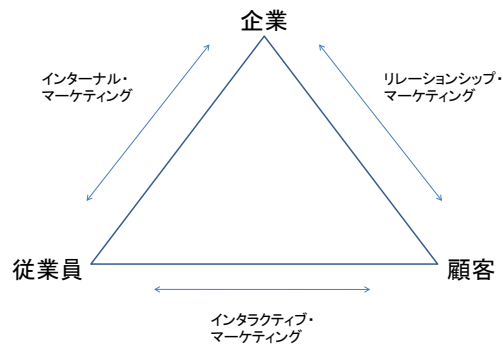 企業
インターナル・
マーケティング
リレーションシップ・
マーケティング
従業員
顧客
インタラクティブ・
マーケティング